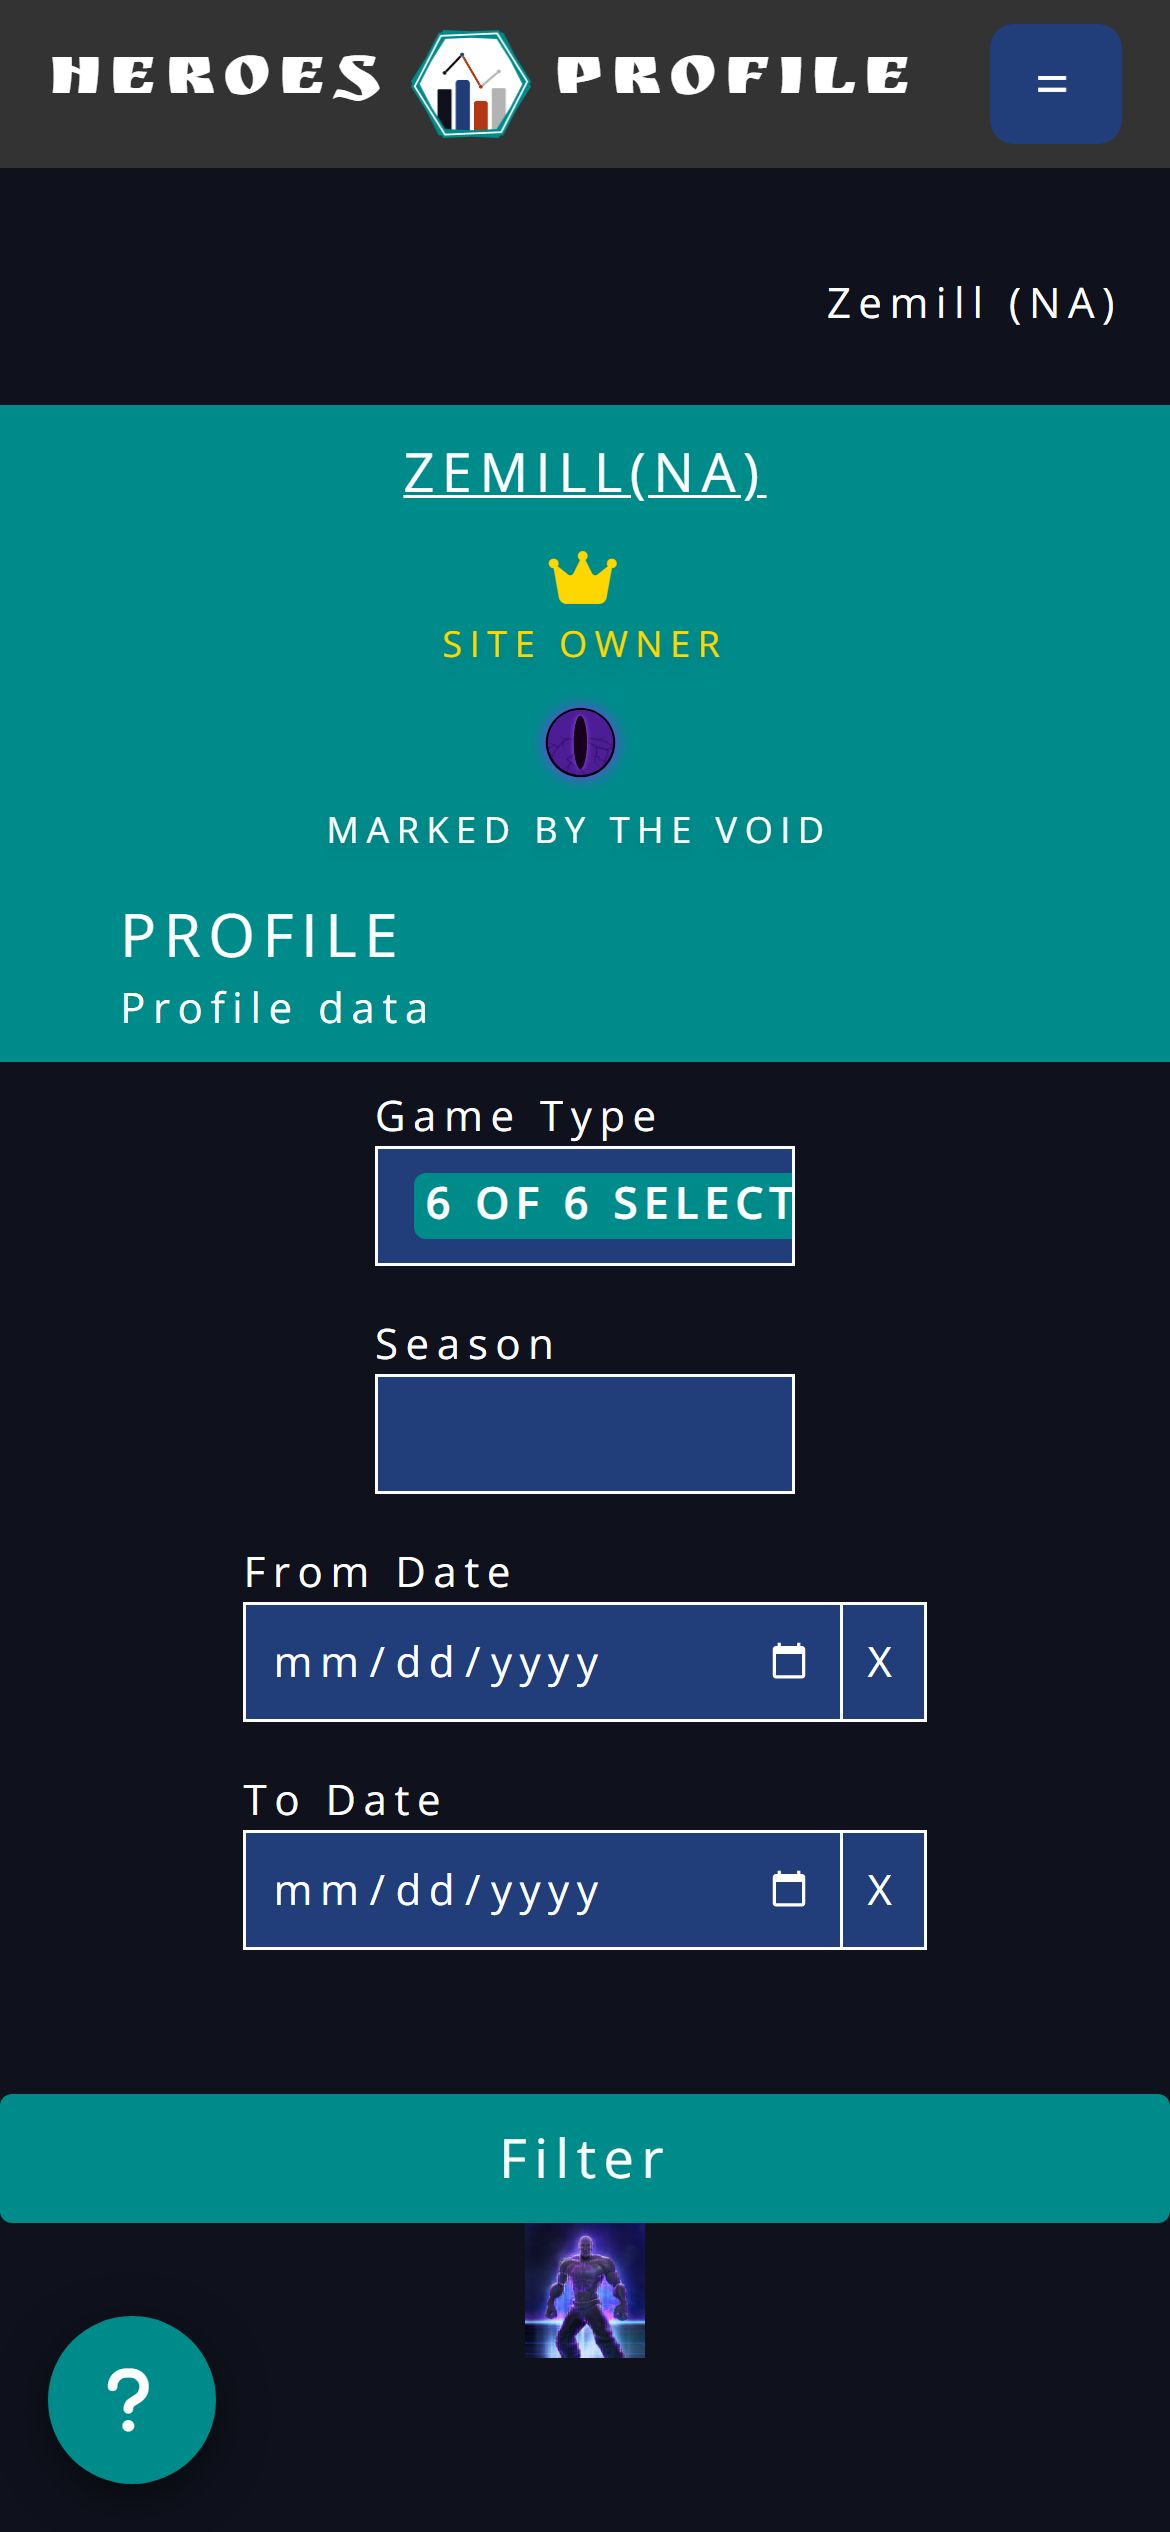 HEROES PROFILE
=
Zemill (NA)
ZEMILL(NA)
SITE OWNER
MARKED BY THE VOID
PROFILE
Profile data
Game Type
6 OF 6 SELECT
Season
From Date
mm/dd/yyyy X
To Date
mm/dd/yyyy X
Filter
?